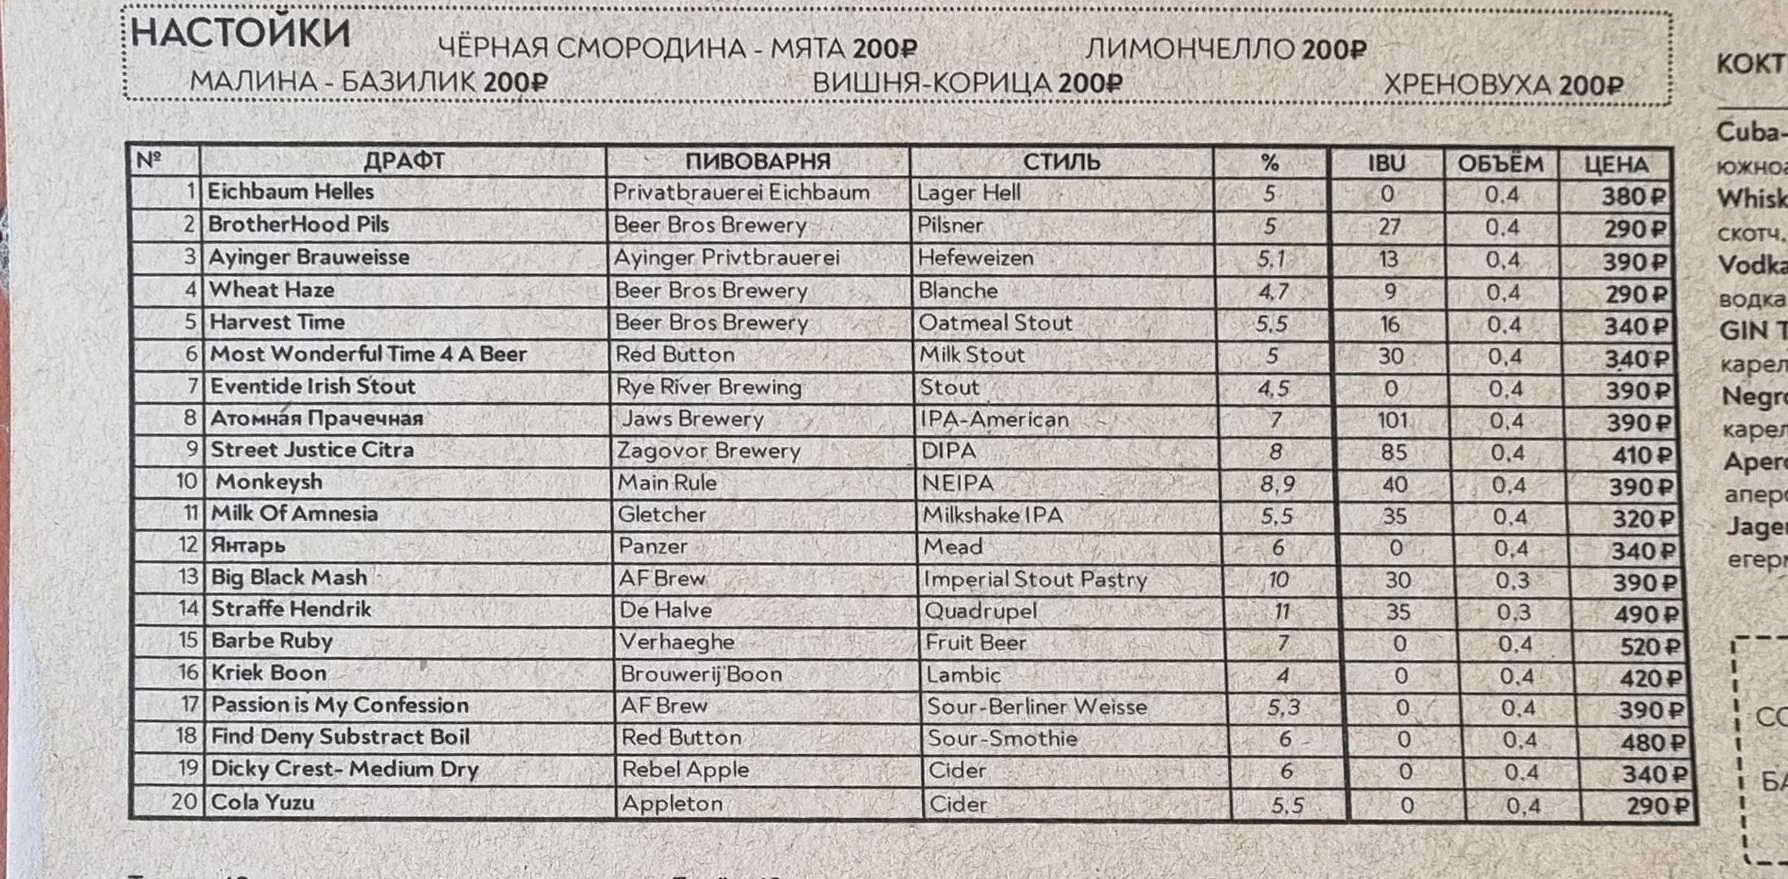 НАСТОЙКИ
ЧЁРНАЯ СМОРОДИНА - МЯТА 200₽ ЛИМОНЧЕЛЛО 200₽
МАЛИНА - БАЗИЛИК 200₽ ВИШНЯ-КОРИЦА 200₽ ХРЕНОВУХА 200₽
№ ДРАФТ ПИВОВАРНЯ СТИЛЬ % IBU ОБЪЁМ ЦЕНА
1 Eichbaum Helles Privatbrauerei Eichbaum Lager Hell 5 0 0,4 380₽
2 BrotherHood Pils Beer Bros Brewery Pilsner 5 27 0,4 290₽
3 Ayinger Brauweisse Ayinger Privtbrauerei Hefeweizen 5,1 13 0,4 390₽
4 Wheat Haze Beer Bros Brewery Blanche 4,7 9 0,4 290₽
5 Harvest Time Beer Bros Brewery Oatmeal Stout 5,5 16 0,4 340₽
6 Most Wonderful Time 4 A Beer Red Button Milk Stout 5 30 0,4 340₽
7 Eventide Irish Stout Rye River Brewing Stout 4,5 0 0,4 390₽
8 Атомная Прачечная Jaws Brewery IPA-American 7 101 0,4 390₽
9 Street Justice Citra Zagovor Brewery DIPA 8 85 0,4 410₽
10 Monkeysh Main Rule NEIPA 8,9 40 0,4 390₽
11 Milk Of Amnesia Gletcher Milkshake IPA 5,5 35 0,4 320₽
12 Янтарь Panzer Mead 6 0 0,4 340₽
13 Big Black Mash AF Brew Imperial Stout Pastry 10 30 0,3 390₽
14 Straffe Hendrik De Halve Quadrupel 11 35 0,3 490₽
15 Barbe Ruby Verhaeghe Fruit Beer 7 0 0,4 520₽
16 Kriek Boon Brouwerij Boon Lambic 4 0 0,4 420₽
17 Passion is My Confession AF Brew Sour-Berliner Weisse 5,3 0 0,4 390₽
18 Find Deny Substract Boil Red Button Sour-Smothie 6 0 0,4 480₽
19 Dicky Crest- Medium Dry Rebel Apple Cider 6 0 0,4 340₽
20 Cola Yuzu Appleton Cider 5,5 0 0,4 290₽
КОКТ
Cuba-
южноа
Whisk
скотч,
Vodka
водка
GIN T
карел
Negro
карел
Apero
аперо
Jager
егерм
СО
БА